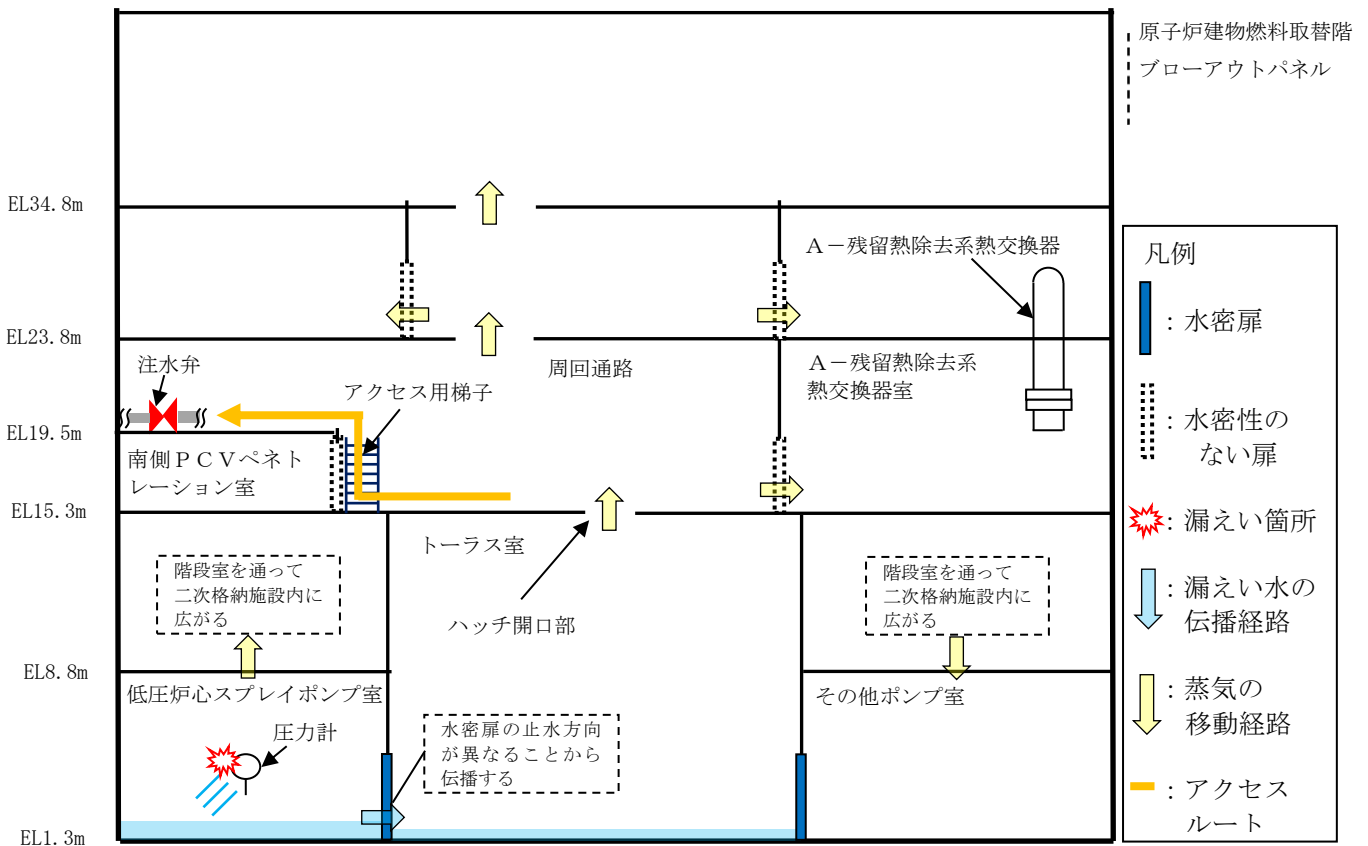 原子炉建物燃料取替階
ブローアウトパネル
EL34.8m
A－残留熱除去系熱交換器
EL23.8m
注水弁
アクセス用梯子
周回通路
A－残留熱除去系
熱交換器室
EL19.5m
南側ＰＣＶペネト
レーション室
EL15.3m
トーラス室
階段室を通って
二次格納施設内に
広がる
ハッチ開口部
階段室を通って
二次格納施設内に
広がる
EL8.8m
低圧炉心スプレイポンプ室
その他ポンプ室
圧力計
水密扉の止水方向
が異なることから
伝播する
EL1.3m
凡例
：水密扉
：水密性の
ない扉
：漏えい箇所
：漏えい水の
伝播経路
：蒸気の
移動経路
：アクセス
ルート